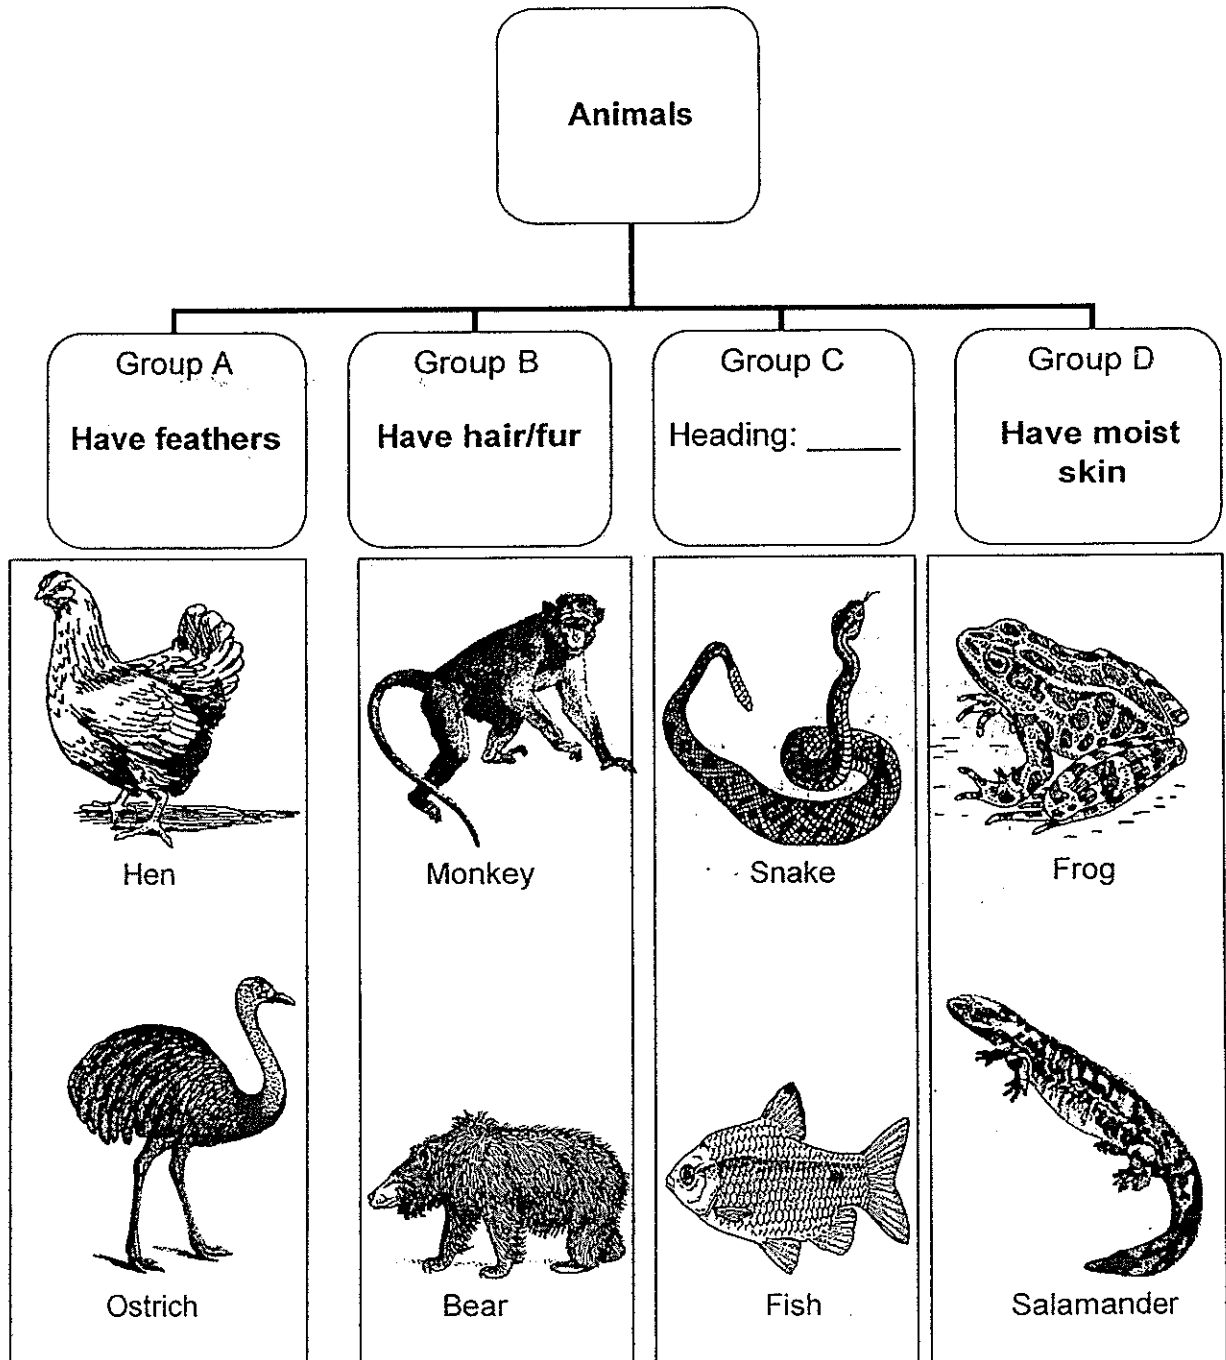 Animals
Group A
Have feathers
Group B
Have hair/fur
Group C
Heading: ______
Group D
Have moist
skin
Hen
Monkey
Snake
Frog
Ostrich
Bear
Fish
Salamander